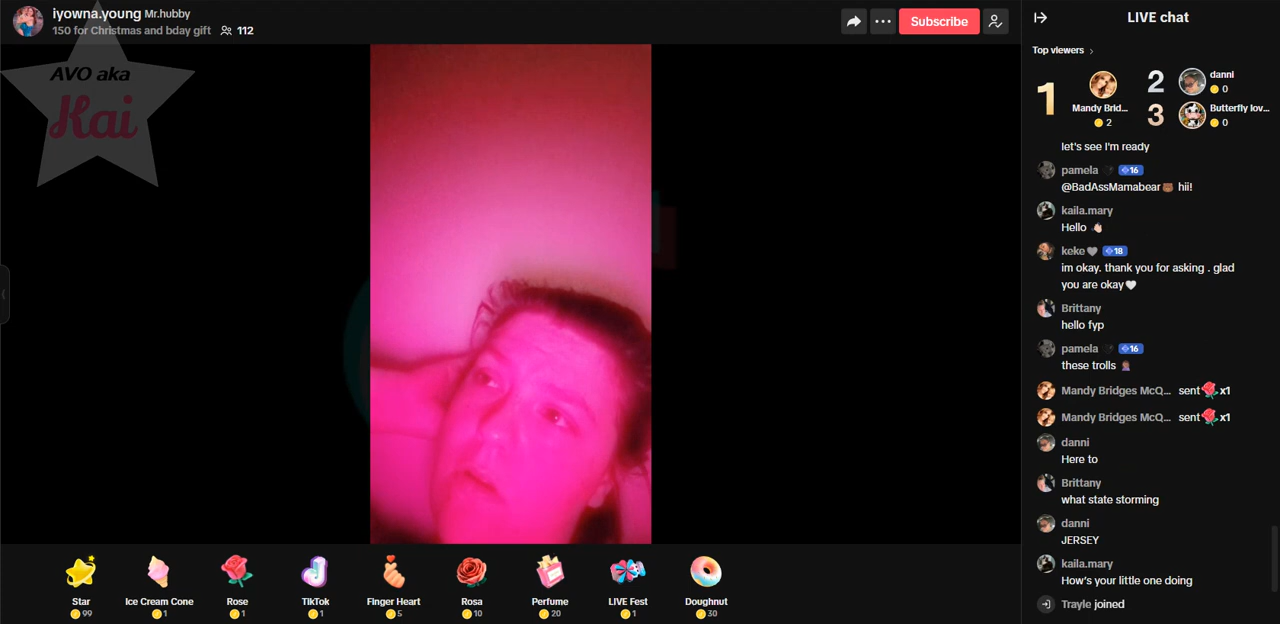 iyowna.young Mr.hubby
150 for Christmas and bday gift 112
Subscribe
AVO aka
Kai
LIVE chat
Top viewers
1
Mandy Brid...
2
2
danni
0
3
Butterfly lov...
0
let's see I'm ready
pamela 16
@BadAssMamabear🐻 hii!
kaila.mary
Hello 👋🏻
keke🤍 18
im okay. thank you for asking . glad
you are okay🤍
Brittany
hello fyp
pamela 16
these trolls 🤦🏽‍♀️
Mandy Bridges McQ... sent x1
Mandy Bridges McQ... sent x1
danni
Here to
Brittany
what state storming
danni
JERSEY
kaila.mary
How's your little one doing
Trayle joined
Star
99
Ice Cream Cone
1
Rose
1
TikTok
1
Finger Heart
5
Rosa
10
Perfume
20
LIVE Fest
1
Doughnut
30